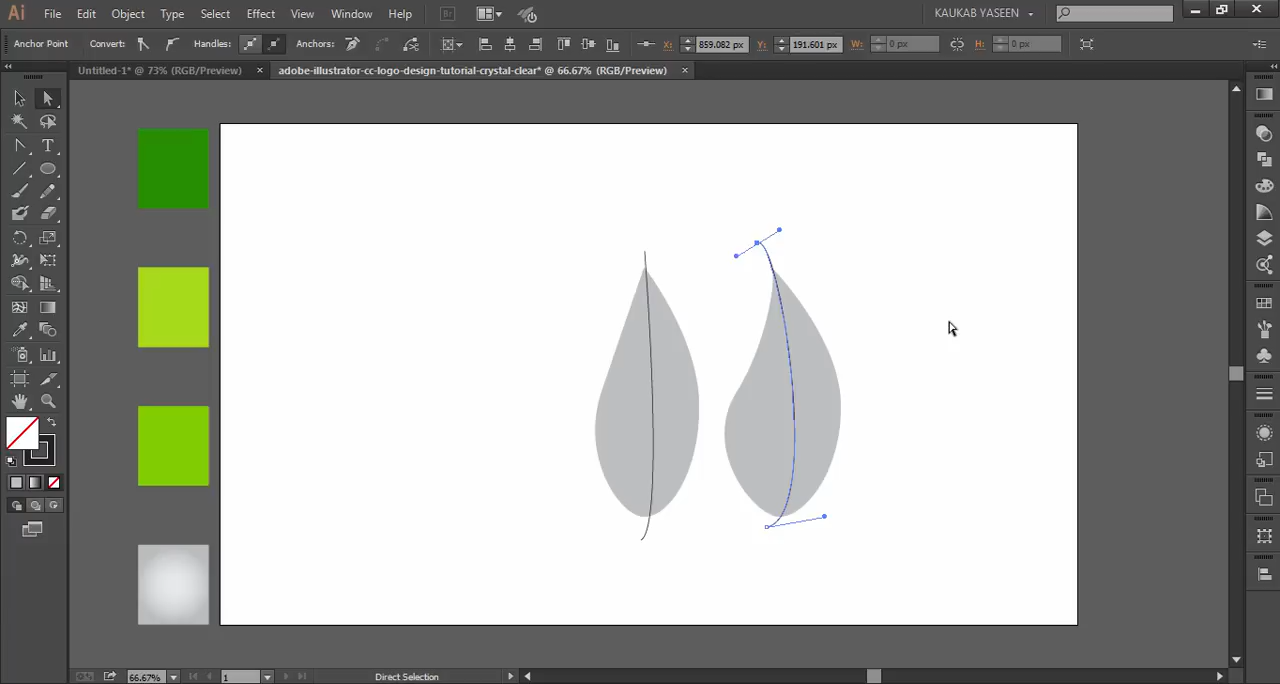 Ai File Edit Object Type Select Effect View Window Help Br KAUKAB YASEEN
Anchor Point Convert: Handles: Anchors: X: 859.082 px Y: 191.601 px W: 0 px H: 0 px
Untitled-1* @ 73% (RGB/Preview) × adobe-illustrator-cc-logo-design-tutorial-crystal-clear* @ 66.67% (RGB/Preview) ×
66.67% 1 Direct Selection